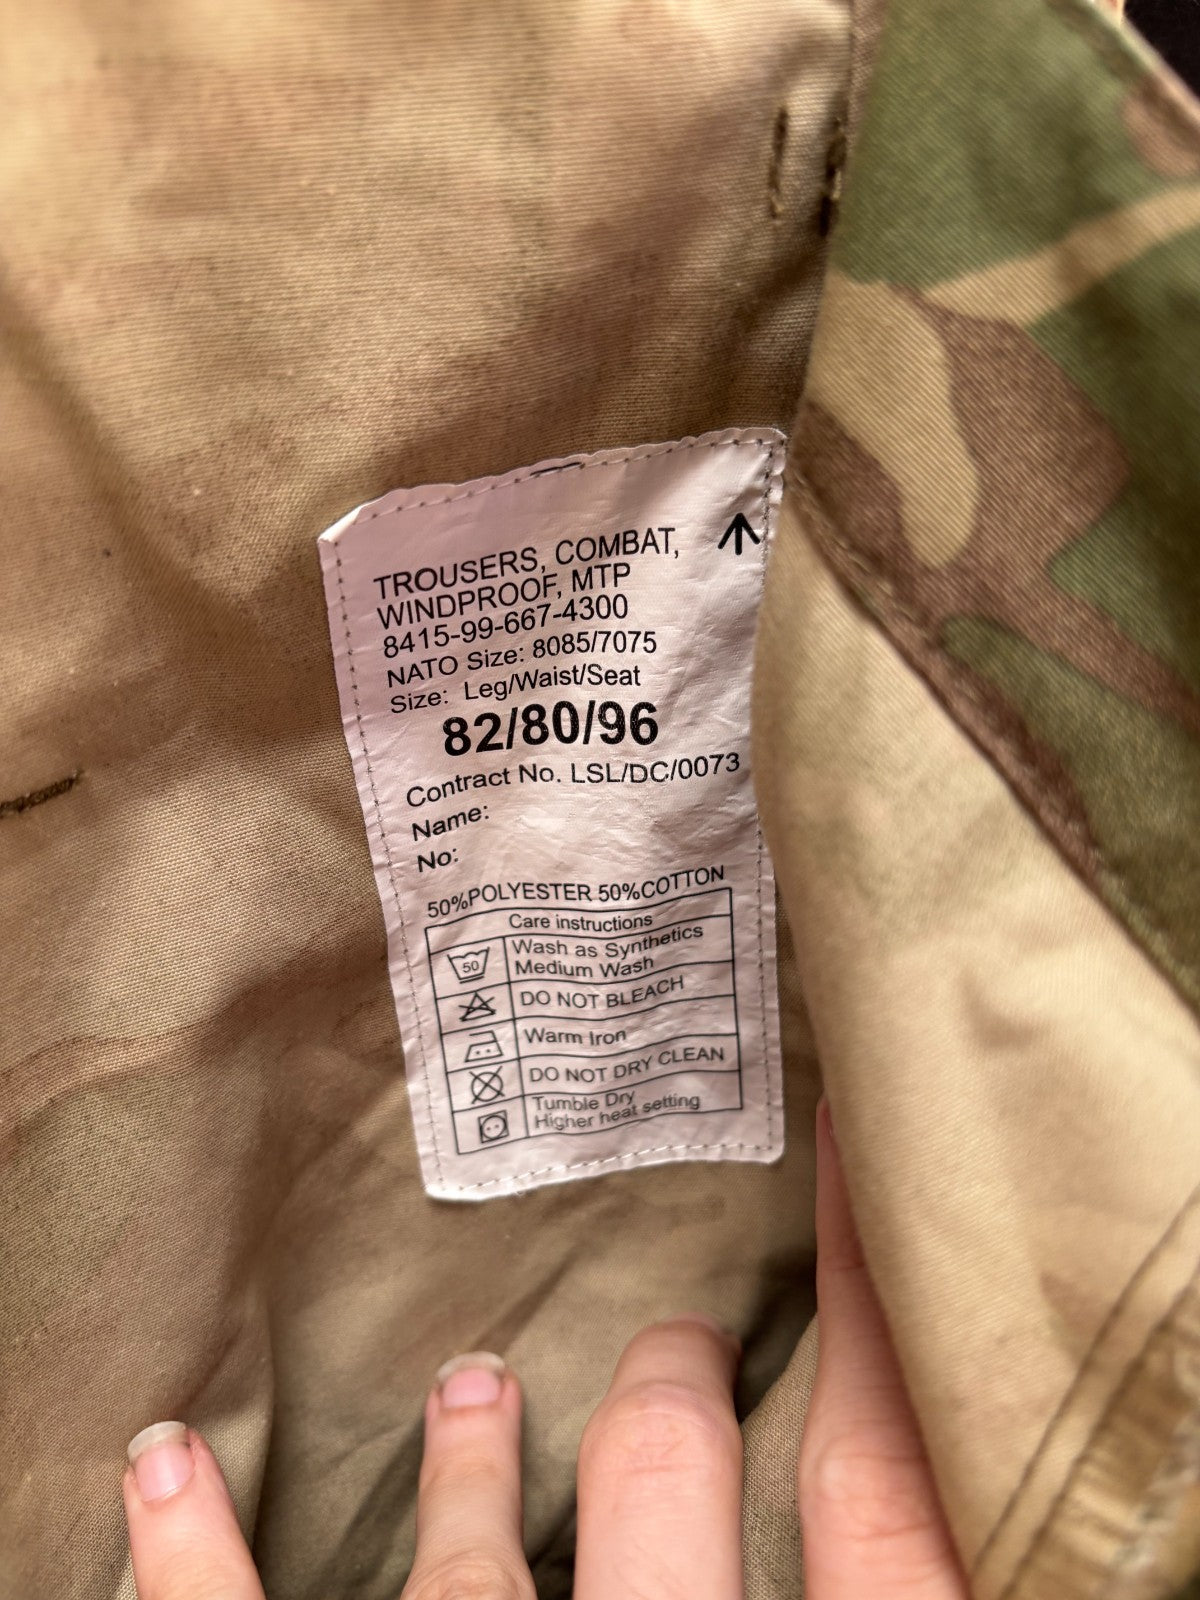 TROUSERS, COMBAT,
WINDPROOF, MTP
8415-99-667-4300
NATO Size: 8085/7075
Size: Leg/Waist/Seat
82/80/96
Contract No. LSL/DC/0073
Name:
No:
50%POLYESTER 50%COTTON
Care instructions
50 Wash as Synthetics
Medium Wash
DO NOT BLEACH
Warm Iron
DO NOT DRY CLEAN
Tumble Dry
Higher heat setting